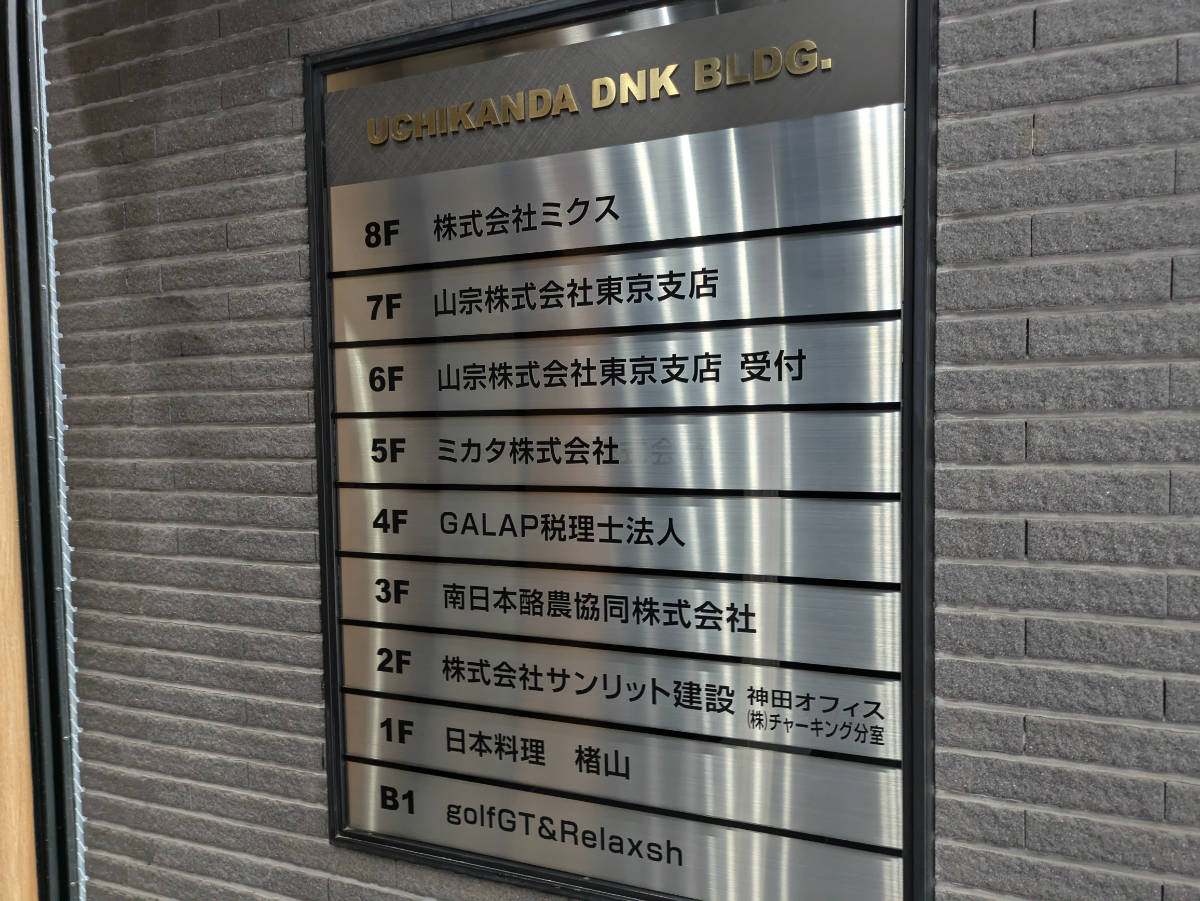 UCHIKANDA DNK BLDG.
8F 株式会社ミクス
7F 山宗株式会社東京支店
6F 山宗株式会社東京支店 受付
5F ミカタ株式会社
4F GALAP税理士法人
3F 南日本酪農協同株式会社
2F 株式会社サンリット建設 神田オフィス
(株)チャーキング分室
1F 日本料理 楮山
B1 golfGT&Relaxsh